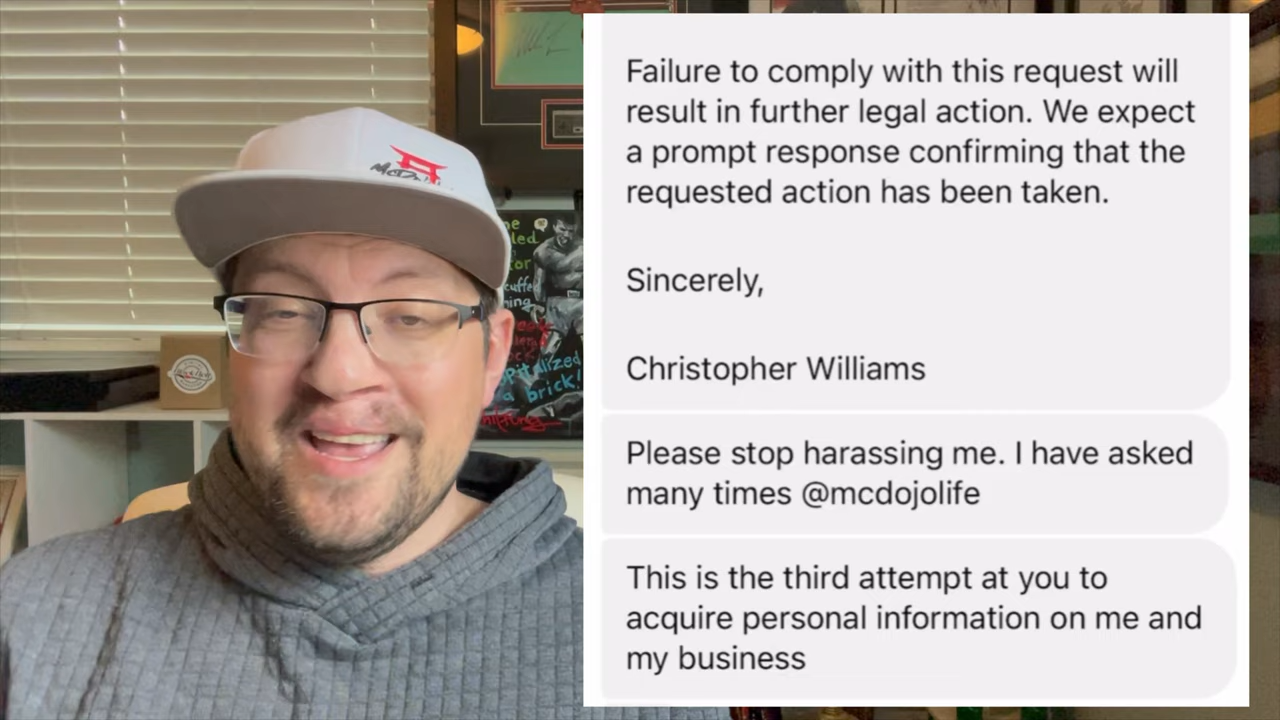 Failure to comply with this request will
result in further legal action. We expect
a prompt response confirming that the
requested action has been taken.
Sincerely,
Christopher Williams
Please stop harassing me. I have asked
many times @mcdojolife
This is the third attempt at you to
acquire personal information on me and
my business
a brick!